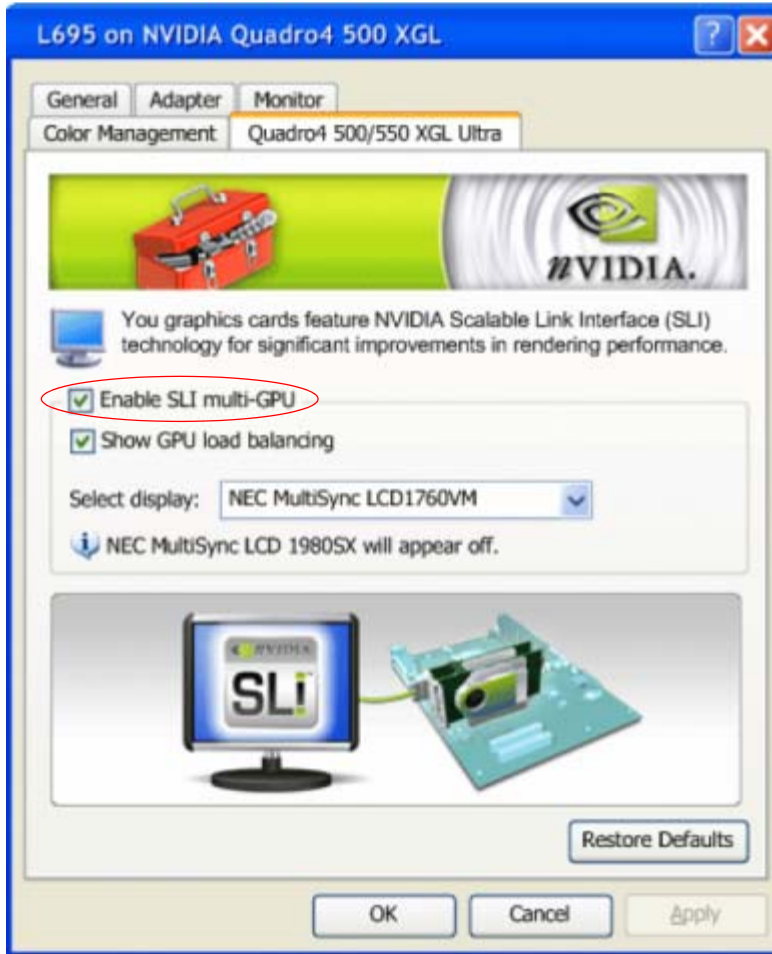 L695 on NVIDIA Quadro4 500 XGL
General Adapter Monitor
Color Management Quadro4 500/550 XGL Ultra
nVIDIA.
You graphics cards feature NVIDIA Scalable Link Interface (SLI)
technology for significant improvements in rendering performance.
Enable SLI multi-GPU
Show GPU load balancing
Select display: NEC MultiSync LCD1760VM
NEC MultiSync LCD 1980SX will appear off.
nVIDIA
SLI
Restore Defaults
OK Cancel Apply